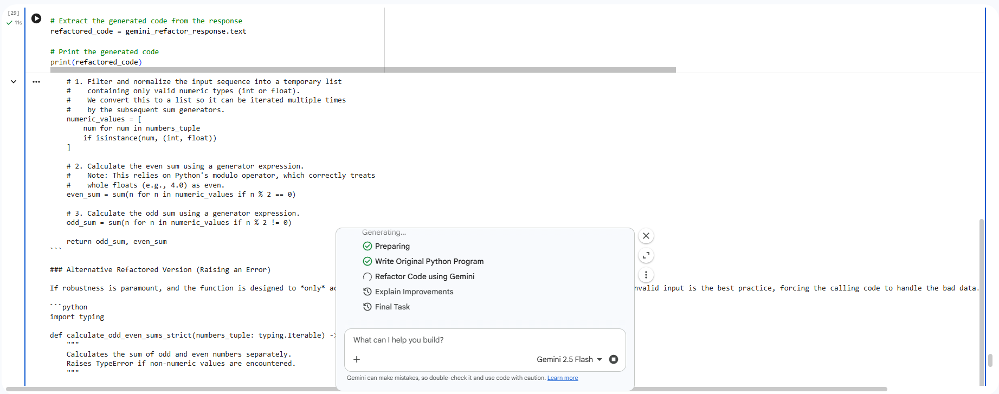 [29]
11s
# Extract the generated code from the response
refactored_code = gemini_refactor_response.text
# Print the generated code
print(refactored_code)
# 1. Filter and normalize the input sequence into a temporary list
#    containing only valid numeric types (int or float).
#    We convert this to a list so it can be iterated multiple times
#    by the subsequent sum generators.
numeric_values = [
    num for num in numbers_tuple
    if isinstance(num, (int, float))
]
# 2. Calculate the even sum using a generator expression.
#    Note: This relies on Python's modulo operator, which correctly treats
#    whole floats (e.g., 4.0) as even.
even_sum = sum(n for n in numeric_values if n % 2 == 0)
# 3. Calculate the odd sum using a generator expression.
odd_sum = sum(n for n in numeric_values if n % 2 != 0)
return odd_sum, even_sum
```
### Alternative Refactored Version (Raising an Error)
If robustness is paramount, and the function is designed to *only* ac
nvalid input is the best practice, forcing the calling code to handle the bad data.
```python
import typing
def calculate_odd_even_sums_strict(numbers_tuple: typing.Iterable) ->
"""
Calculates the sum of odd and even numbers separately.
Raises TypeError if non-numeric values are encountered.
"""
Generating...
Preparing
Write Original Python Program
Refactor Code using Gemini
Explain Improvements
Final Task
What can I help you build?
+
Gemini 2.5 Flash
Gemini can make mistakes, so double-check it and use code with caution. Learn more